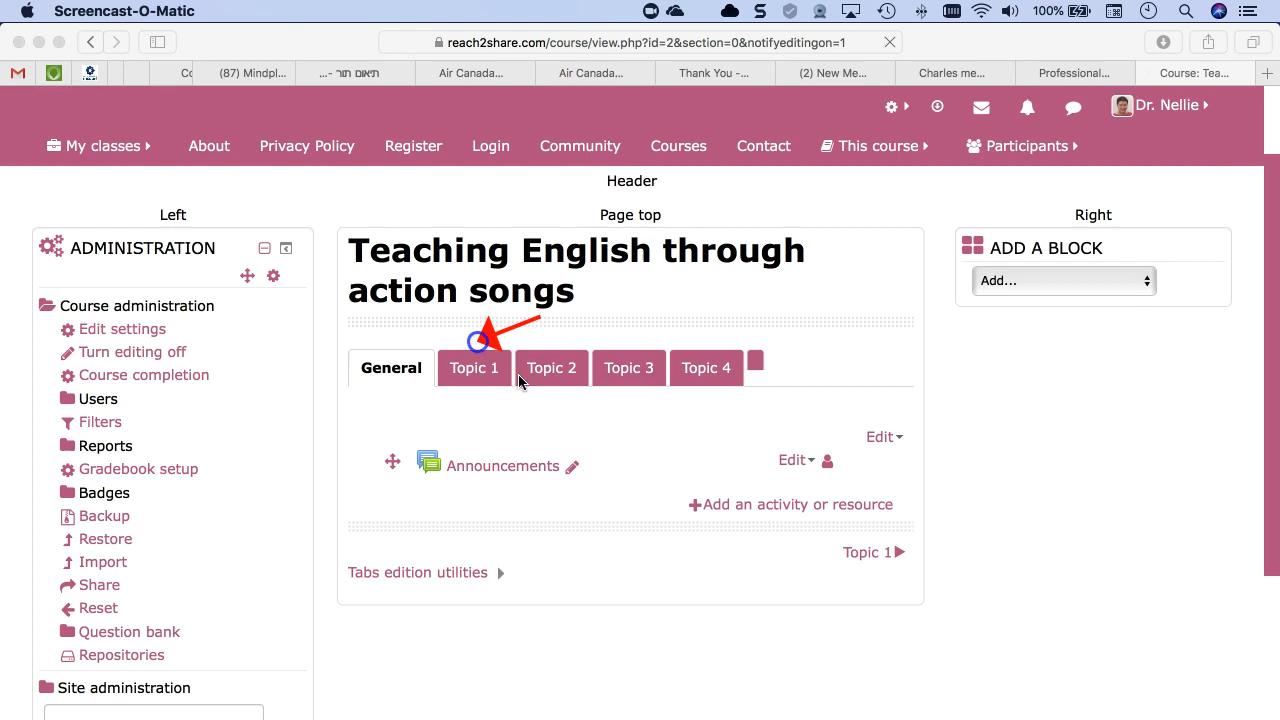 Screencast-O-Matic
100%
reach2share.com/course/view.php?id=2&section=0&notifyeditingon=1
Cc
(87) Mindpl...
תיאום תור -...
Air Canada...
Air Canada...
Thank You -...
(2) New Me...
Charles me...
Professional...
Course: Tea...
Dr. Nellie
My classes
About
Privacy Policy
Register
Login
Community
Courses
Contact
This course
Participants
Header
Left
Page top
Right
ADMINISTRATION
Course administration
Edit settings
Turn editing off
Course completion
Users
Filters
Reports
Gradebook setup
Badges
Backup
Restore
Import
Share
Reset
Question bank
Repositories
Site administration
Teaching English through
action songs
General
Topic 1
Topic 2
Topic 3
Topic 4
Edit
Announcements
Edit
Add an activity or resource
Topic 1
Tabs edition utilities
ADD A BLOCK
Add...